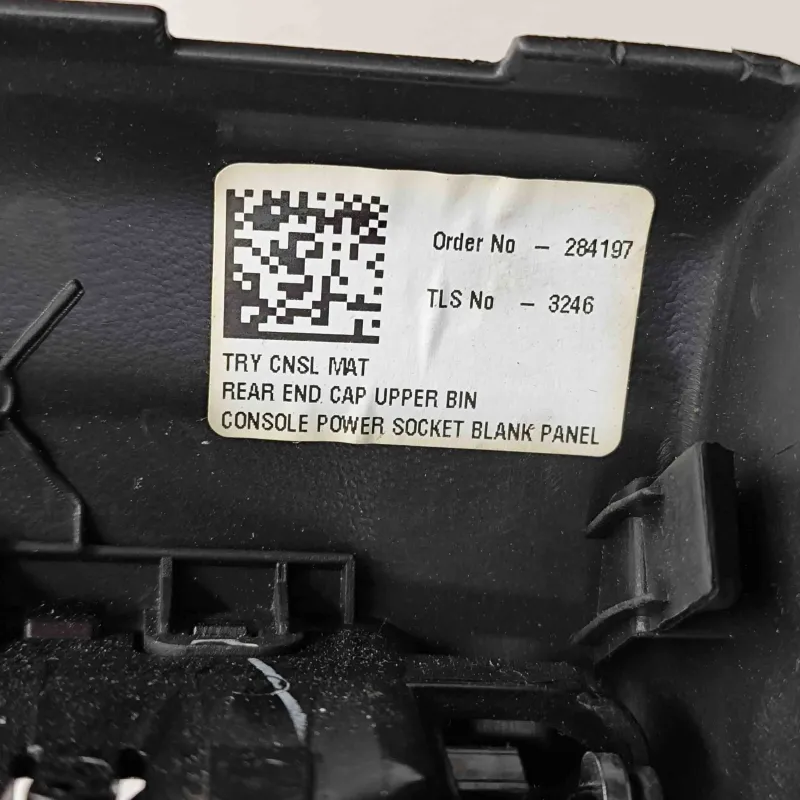 Order No - 284197
TLS No - 3246
TRY CNSL MAT
REAR END CAP UPPER BIN
CONSOLE POWER SOCKET BLANK PANEL